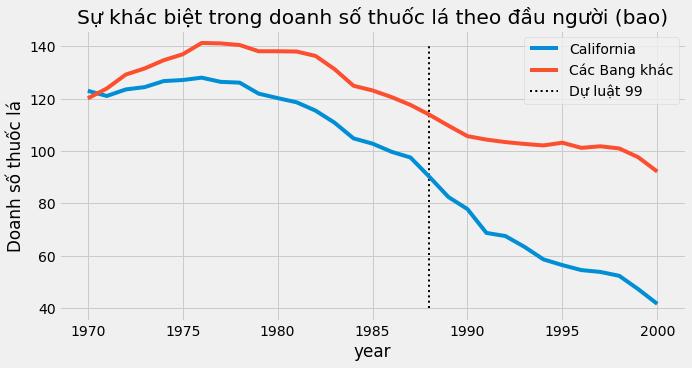 Sự khác biệt trong doanh số thuốc lá theo đầu người (bao)
California
Các Bang khác
Dự luật 99
Doanh số thuốc lá
140
120
100
80
60
40
1970 1975 1980 1985 1990 1995 2000
year